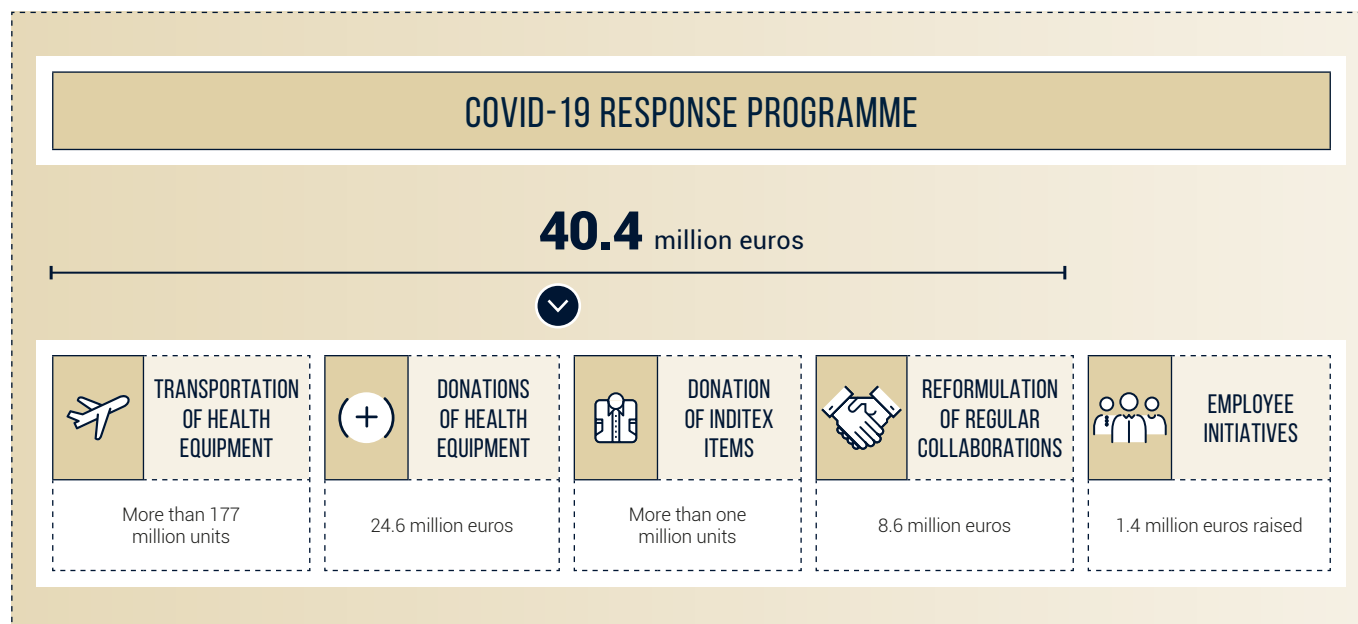 COVID-19 RESPONSE PROGRAMME
40.4 million euros
TRANSPORTATION
OF HEALTH
EQUIPMENT
More than 177
million units
DONATIONS
OF HEALTH
EQUIPMENT
24.6 million euros
DONATION
OF INDITEX
ITEMS
More than one
million units
REFORMULATION
OF REGULAR
COLLABORATIONS
8.6 million euros
EMPLOYEE
INITIATIVES
1.4 million euros raised